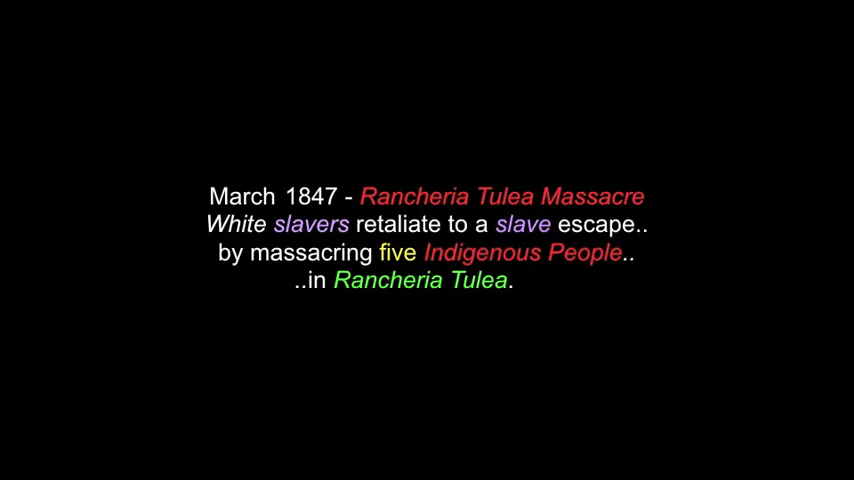 March 1847 - Rancheria Tulea Massacre
White slavers retaliate to a slave escape..
by massacring five Indigenous People..
..in Rancheria Tulea.